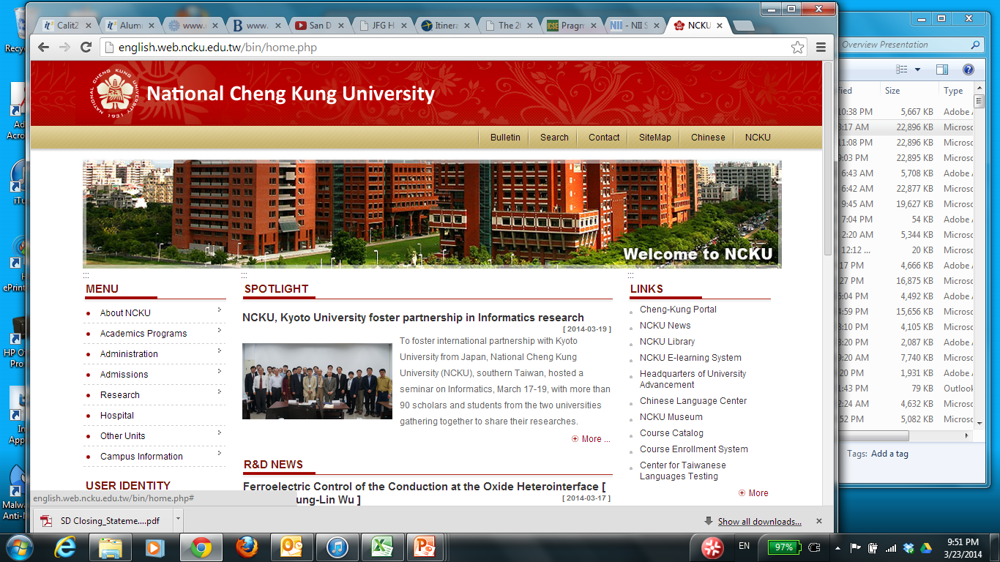 Calit2
Alumi
www.
www.
San D
JFG H
Itinera
The 20
Pragm
NII - NII S
NCKU
english.web.ncku.edu.tw/bin/home.php
Overview Presentation
NATIONAL CHENG KUNG UNIVERSITY
1931
National Cheng Kung University
Bulletin
Search
Contact
SiteMap
Chinese
NCKU
Welcome to NCKU
:::
MENU
About NCKU
Academics Programs
Administration
Admissions
Research
Hospital
Other Units
Campus Information
USER IDENTITY
:::
SPOTLIGHT
NCKU, Kyoto University foster partnership in Informatics research
[ 2014-03-19 ]
To foster international partnership with Kyoto
University from Japan, National Cheng Kung
University (NCKU), southern Taiwan, hosted a
seminar on Informatics, March 17-19, with more than
90 scholars and students from the two universities
gathering together to share their researches.
More ...
R&D NEWS
Ferroelectric Control of the Conduction at the Oxide Heterointerface [
ung-Lin Wu ]
[ 2014-03-17 ]
:::
LINKS
Cheng-Kung Portal
NCKU News
NCKU Library
NCKU E-learning System
Headquarters of University
Advancement
Chinese Language Center
NCKU Museum
Course Catalog
Course Enrollment System
Center for Taiwanese
Languages Testing
More
english.web.ncku.edu.tw/bin/home.php#
SD Closing_Stateme....pdf
Show all downloads...
fied Size Type
10:38 PM 5,667 KB Adobe
8:17 AM 22,896 KB Microsc
11:08 PM 22,896 KB Microsc
9:03 PM 22,895 KB Microsc
6:43 AM 5,708 KB Adobe
6:42 AM 22,877 KB Microsc
9:45 AM 19,627 KB Microsc
7:04 PM 54 KB Adobe
2:20 AM 5,344 KB Microsc
12:12 ... 20 KB Microsc
17 PM 4,666 KB Adobe
27 PM 16,875 KB Microsc
5:04 PM 4,492 KB Adobe
4:59 PM 15,656 KB Microsc
8:10 PM 4,105 KB Microsc
3:20 PM 2,087 KB Adobe
9:20 AM 7,740 KB Microsc
20 PM 1,931 KB Adobe
1:43 PM 79 KB Outlook
2:24 AM 4,632 KB Microsc
52 PM 5,082 KB Microsc
Tags: Add a tag
Recyc
Ad
Acro
iTu
H
ePrint
HP O
Pro
In
App
Malw
Anti-
EN
97%
9:51 PM
3/23/2014